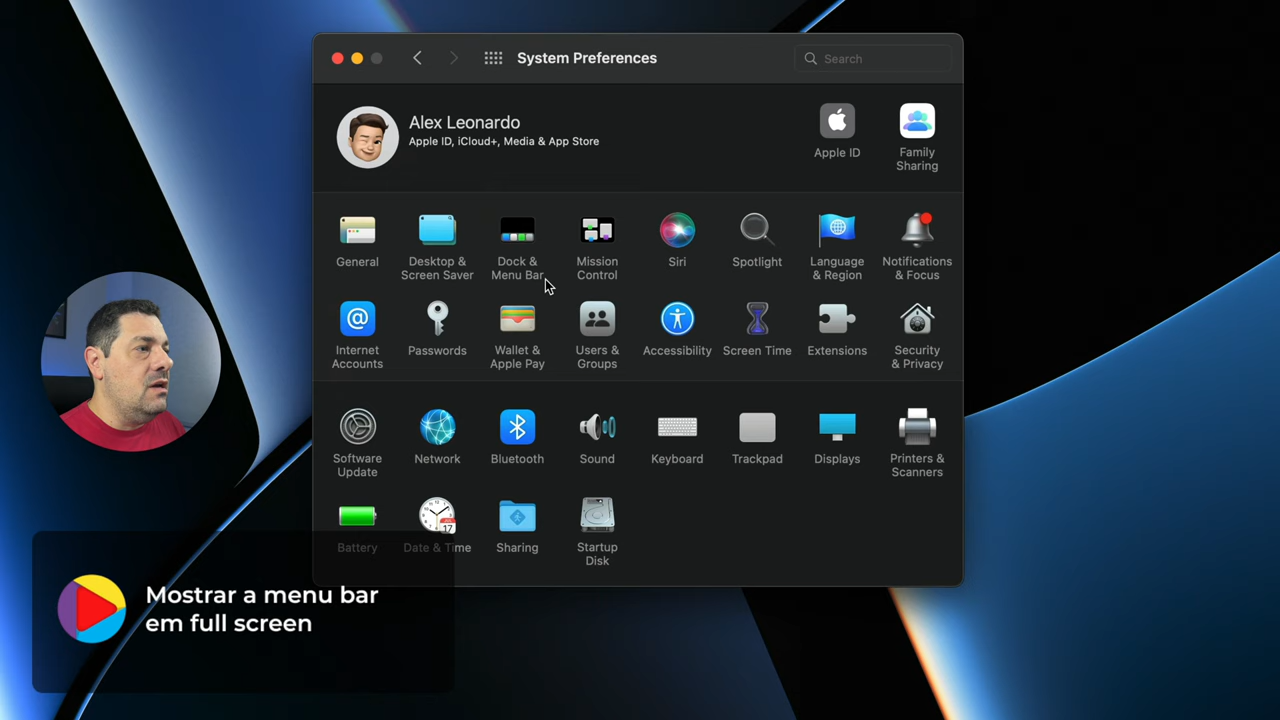 System Preferences
Search
Alex Leonardo
Apple ID, iCloud+, Media & App Store
Apple ID
Family
Sharing
General
Desktop &
Screen Saver
Dock &
Menu Bar
Mission
Control
Siri
Spotlight
Language
& Region
Notifications
& Focus
Internet
Accounts
Passwords
Wallet &
Apple Pay
Users &
Groups
Accessibility
Screen Time
Extensions
Security
& Privacy
Software
Update
Network
Bluetooth
Sound
Keyboard
Trackpad
Displays
Printers &
Scanners
Battery
JUL
17
Date & Time
Sharing
Startup
Disk
Mostrar a menu bar
em full screen